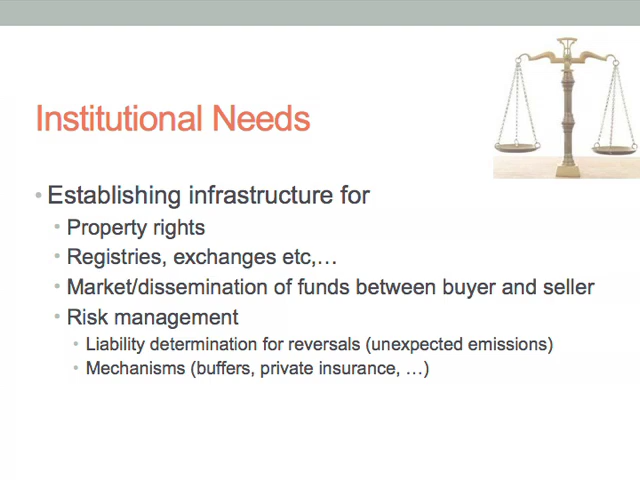 Institutional Needs
• Establishing infrastructure for
• Property rights
• Registries, exchanges etc,…
• Market/dissemination of funds between buyer and seller
• Risk management
• Liability determination for reversals (unexpected emissions)
• Mechanisms (buffers, private insurance, …)